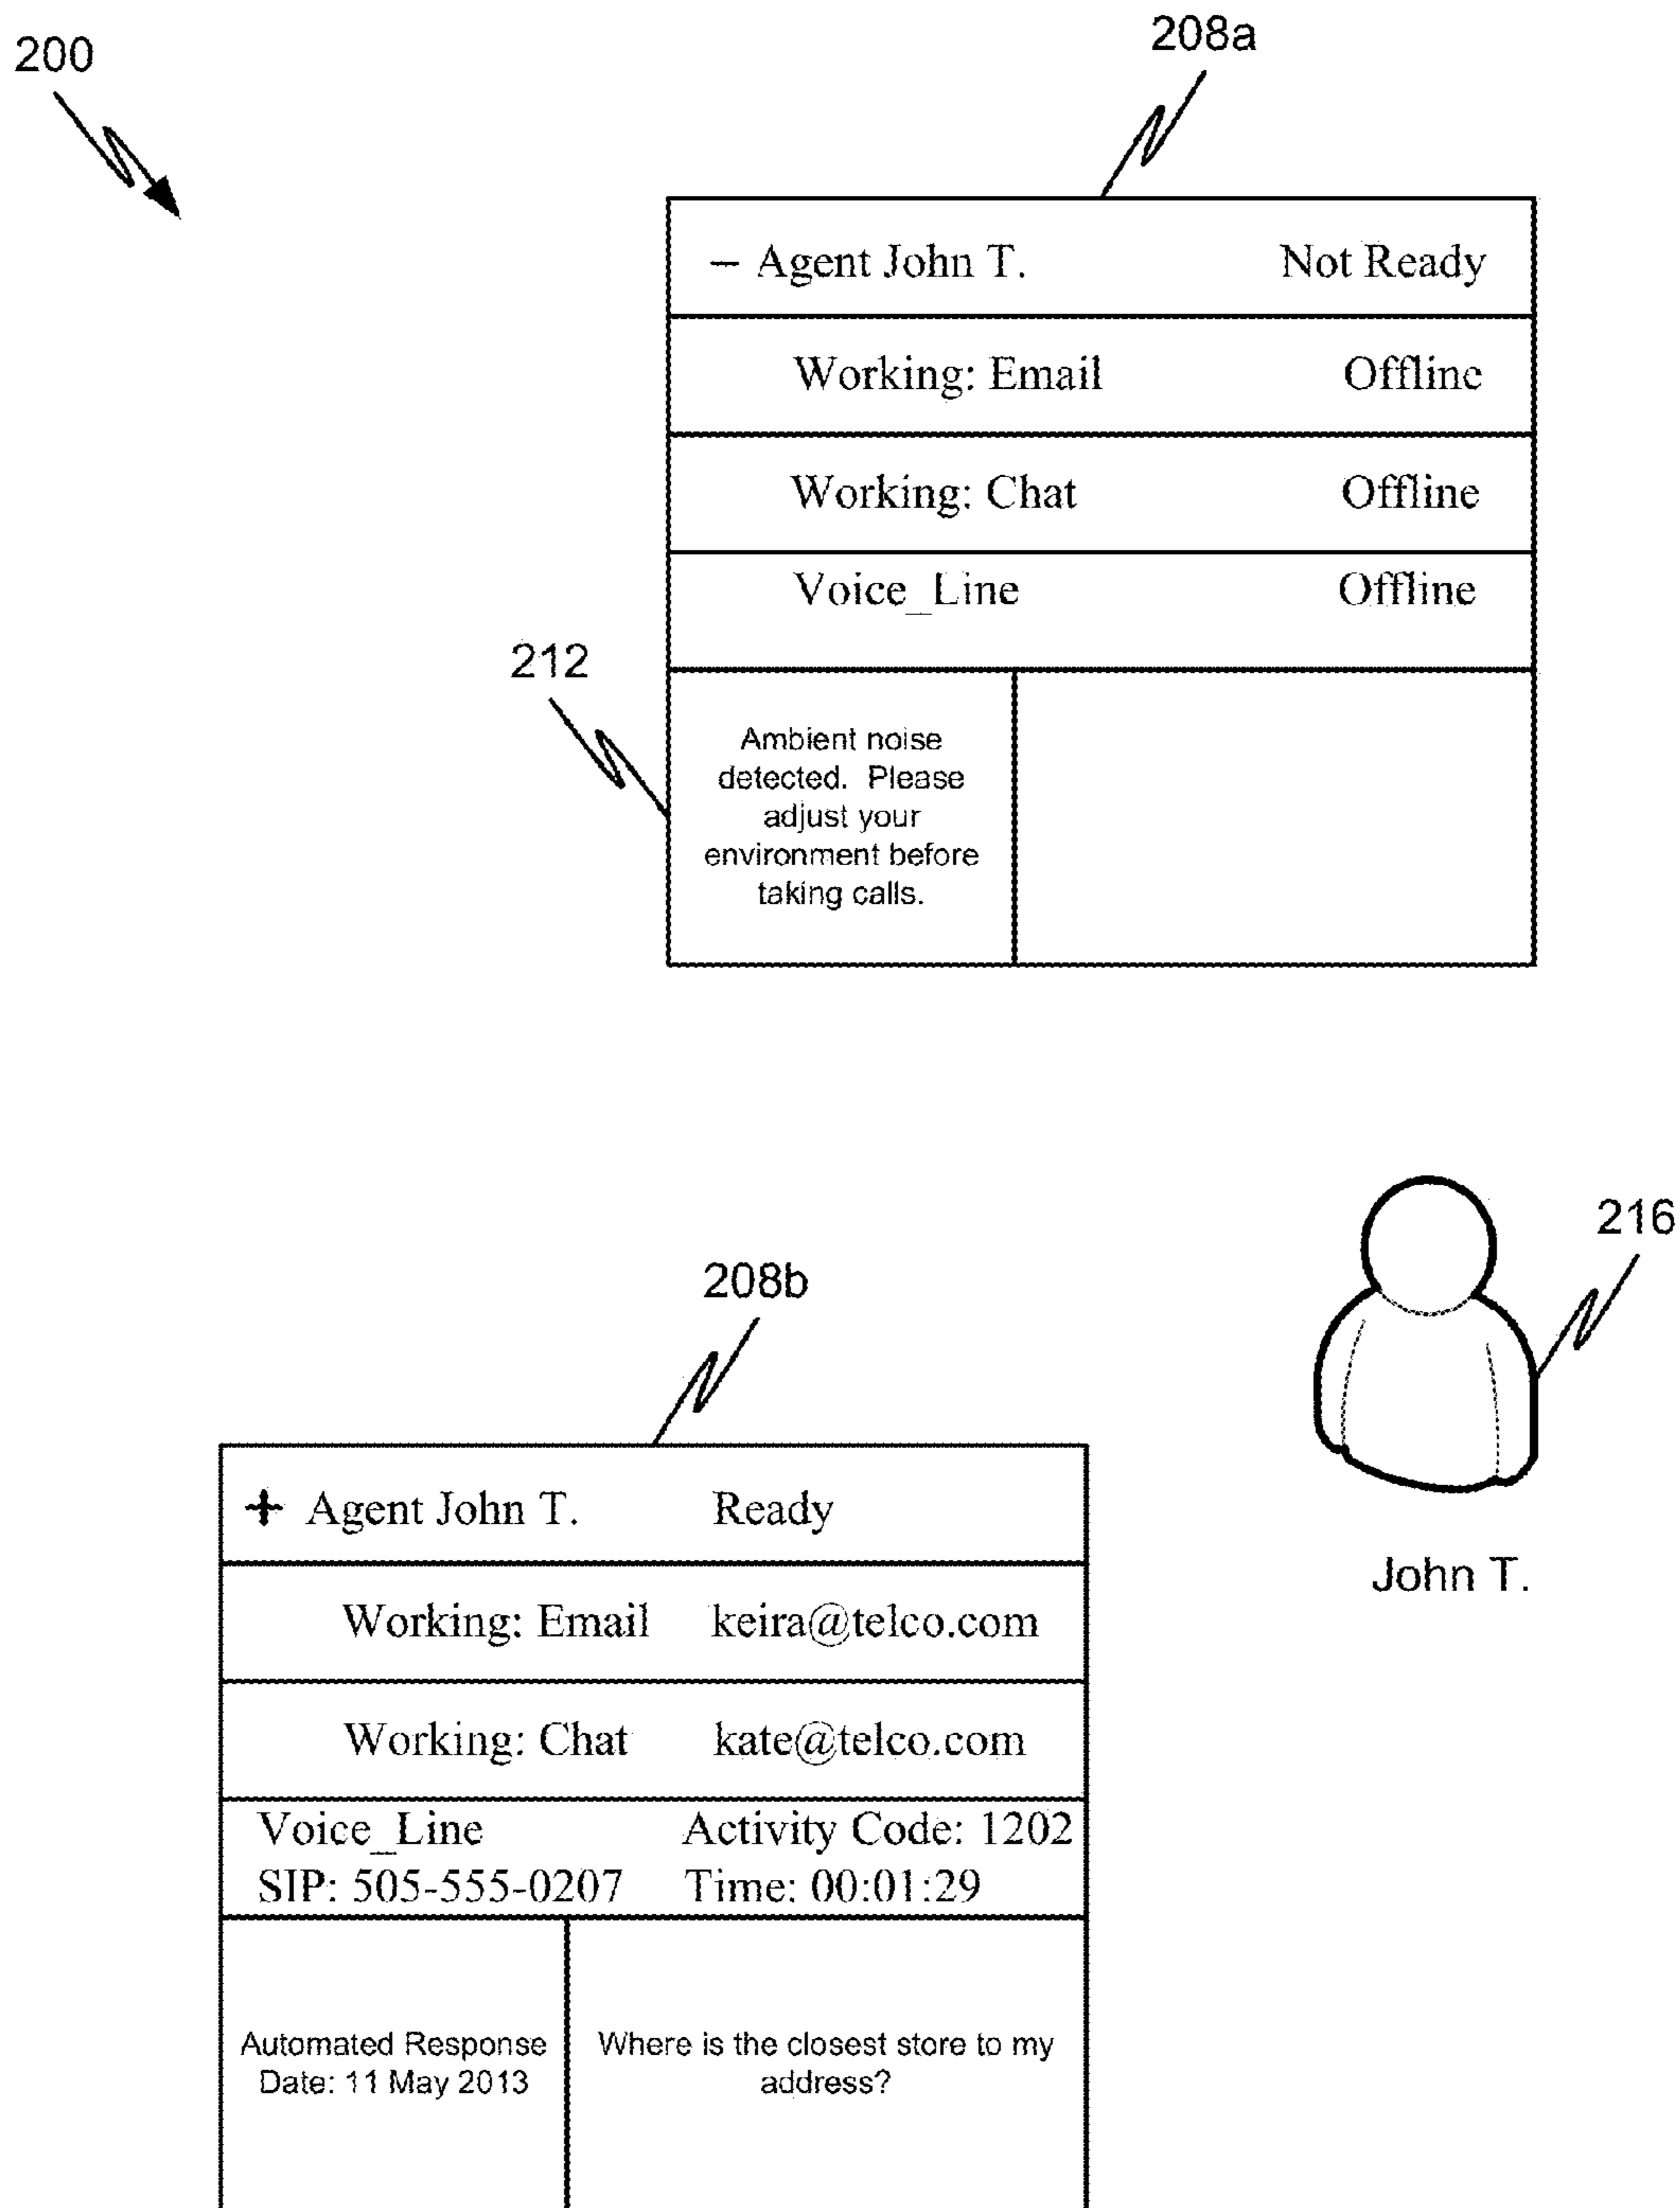 200
208a
– Agent John T. Not Ready
Working: Email Offline
Working: Chat Offline
Voice_Line Offline
212
Ambient noise
detected. Please
adjust your
environment before
taking calls.
216
208b
+ Agent John T. Ready
John T.
Working: Email keira@telco.com
Working: Chat kate@telco.com
Voice_Line Activity Code: 1202
SIP: 505-555-0207 Time: 00:01:29
Automated Response
Date: 11 May 2013
Where is the closest store to my
address?